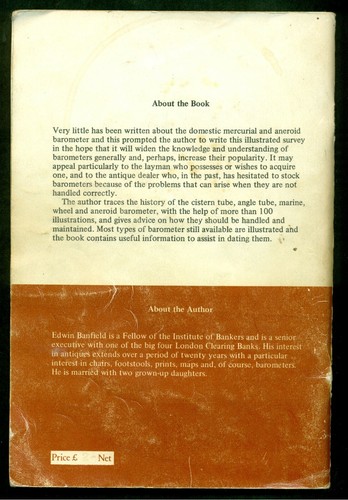 About the Book
Very little has been written about the domestic mercurial and aneroid
barometer and this prompted the author to write this illustrated survey
in the hope that it will widen the knowledge and understanding of
barometers generally and, perhaps, increase their popularity. It may
appeal particularly to the layman who possesses or wishes to acquire
one, and to the antique dealer who, in the past, has hesitated to stock
barometers because of the problems that can arise when they are not
handled correctly.
The author traces the history of the cistern tube, angle tube, marine,
wheel and aneroid barometer, with the help of more than 100
illustrations, and gives advice on how they should be handled and
maintained. Most types of barometer still available are illustrated and
the book contains useful information to assist in dating them.
About the Author
Edwin Banfield is a Fellow of the Institute of Bankers and is a senior
executive with one of the big four London Clearing Banks. His interest
in antiques extends over a period of twenty years with a particular
interest in chairs, footstools, prints, maps and, of course, barometers.
He is married with two grown-up daughters.
Price £ Net